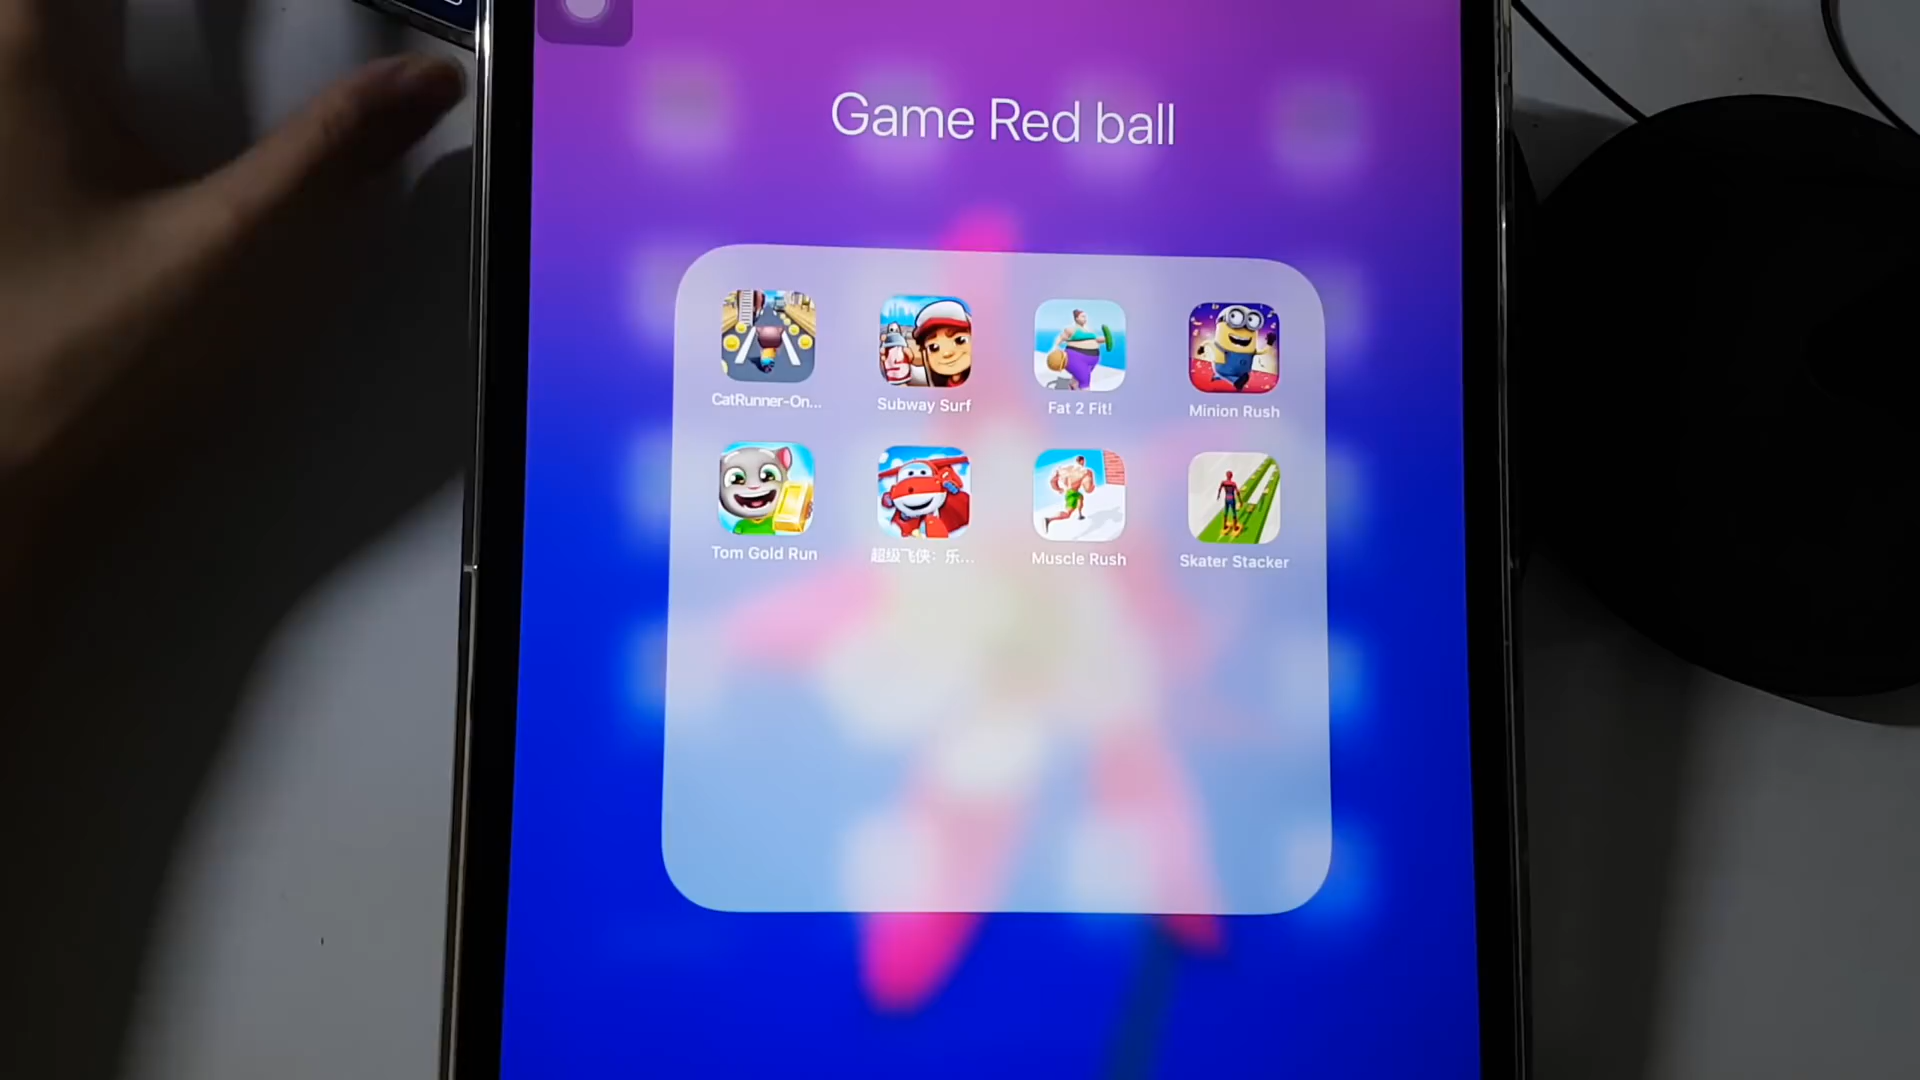 Game Red ball
CatRunner-On...
Subway Surf
Fat 2 Fit!
Minion Rush
Tom Gold Run
超级飞侠：乐...
Muscle Rush
Skater Stacker